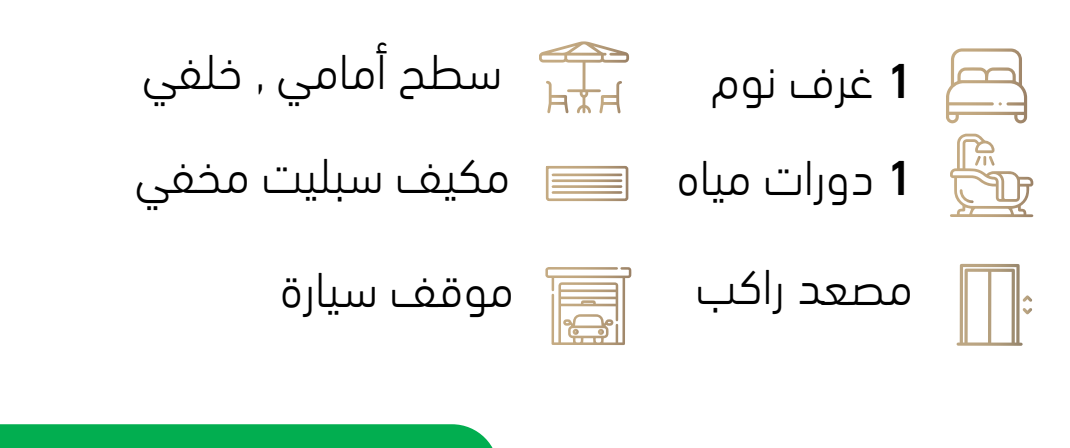 1 غرف نوم
سطح أمامي , خلفي
1 دورات مياه
مكيف سبليت مخفي
مصعد راكب
موقف سيارة